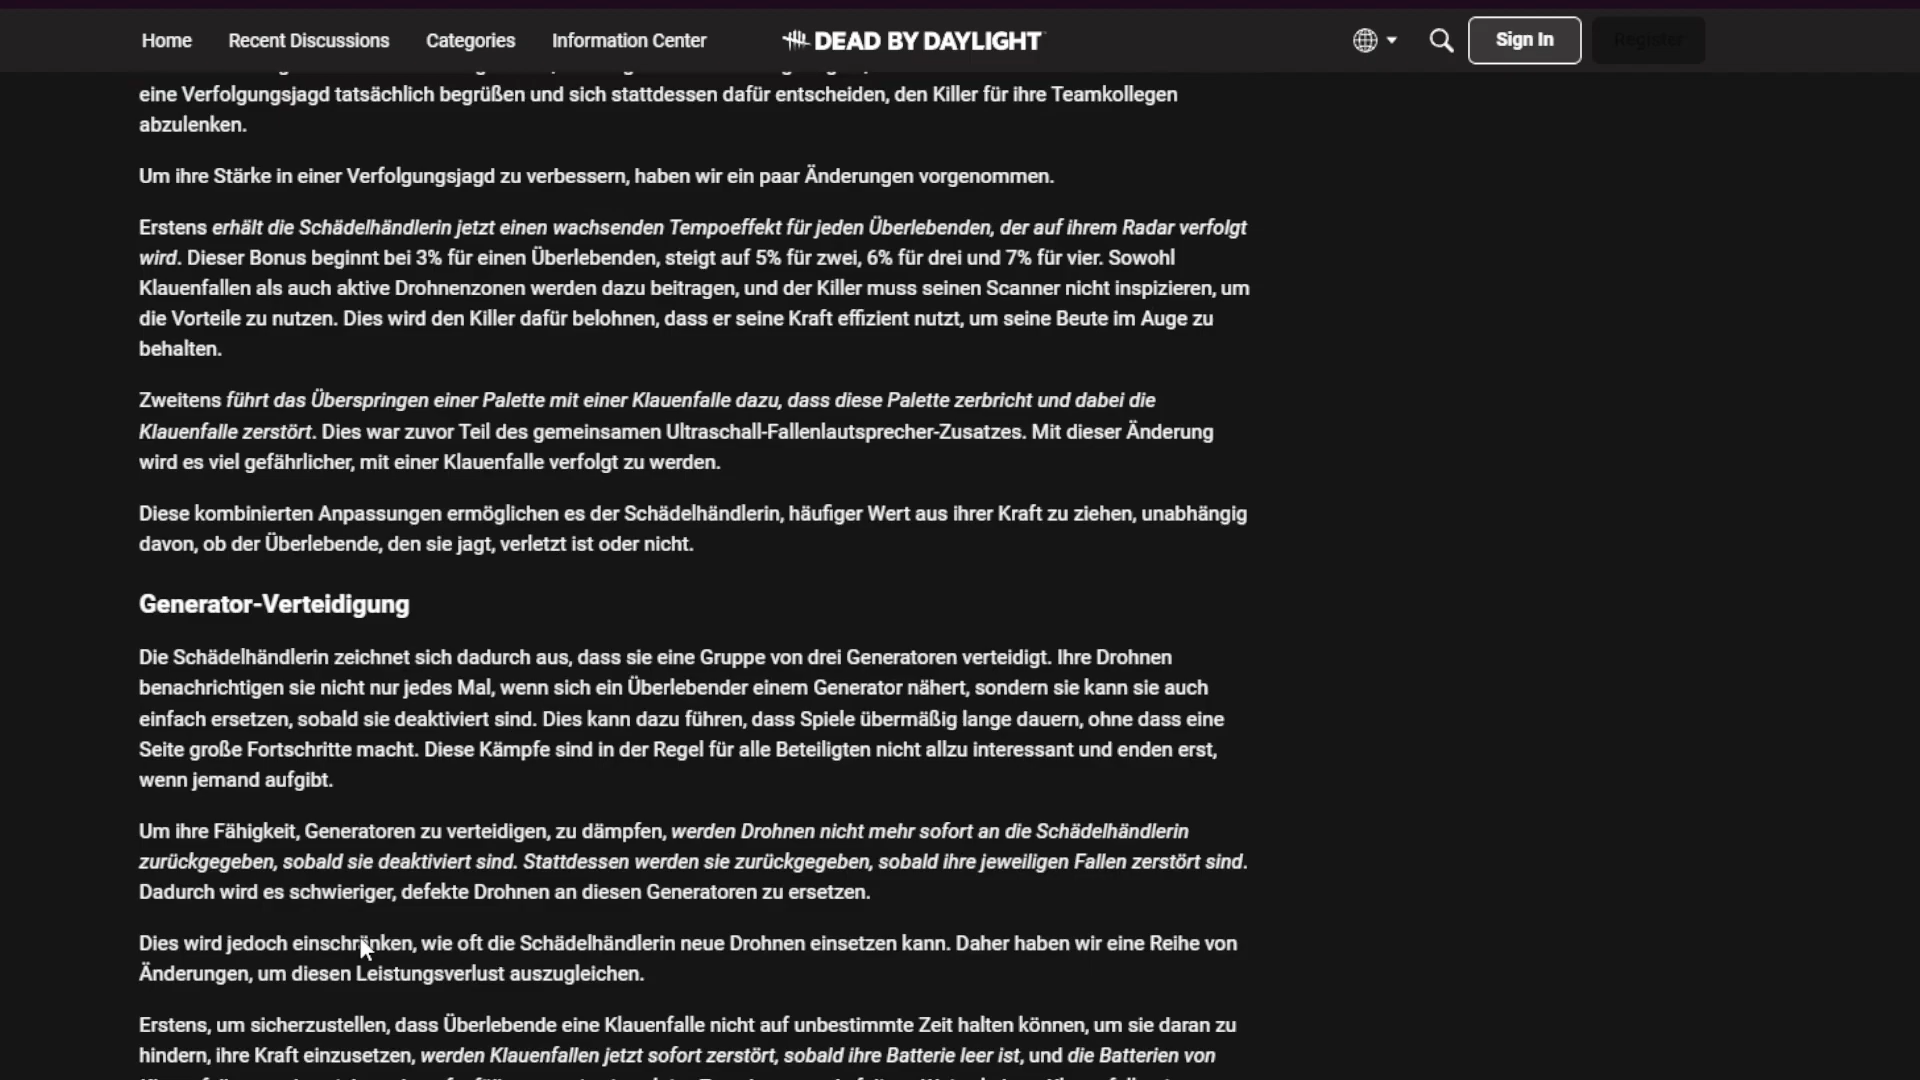 Home Recent Discussions Categories Information Center DEAD BY DAYLIGHT Sign In Register
eine Verfolgungsjagd tatsächlich begrüßen und sich stattdessen dafür entscheiden, den Killer für ihre Teamkollegen
abzulenken.
Um ihre Stärke in einer Verfolgungsjagd zu verbessern, haben wir ein paar Änderungen vorgenommen.
Erstens erhält die Schädelhändlerin jetzt einen wachsenden Tempoeffekt für jeden Überlebenden, der auf ihrem Radar verfolgt
wird. Dieser Bonus beginnt bei 3% für einen Überlebenden, steigt auf 5% für zwei, 6% für drei und 7% für vier. Sowohl
Klauenfallen als auch aktive Drohnenzonen werden dazu beitragen, und der Killer muss seinen Scanner nicht inspizieren, um
die Vorteile zu nutzen. Dies wird den Killer dafür belohnen, dass er seine Kraft effizient nutzt, um seine Beute im Auge zu
behalten.
Zweitens führt das Überspringen einer Palette mit einer Klauenfalle dazu, dass diese Palette zerbricht und dabei die
Klauenfalle zerstört. Dies war zuvor Teil des gemeinsamen Ultraschall-Fallenlautsprecher-Zusatzes. Mit dieser Änderung
wird es viel gefährlicher, mit einer Klauenfalle verfolgt zu werden.
Diese kombinierten Anpassungen ermöglichen es der Schädelhändlerin, häufiger Wert aus ihrer Kraft zu ziehen, unabhängig
davon, ob der Überlebende, den sie jagt, verletzt ist oder nicht.
Generator-Verteidigung
Die Schädelhändlerin zeichnet sich dadurch aus, dass sie eine Gruppe von drei Generatoren verteidigt. Ihre Drohnen
benachrichtigen sie nicht nur jedes Mal, wenn sich ein Überlebender einem Generator nähert, sondern sie kann sie auch
einfach ersetzen, sobald sie deaktiviert sind. Dies kann dazu führen, dass Spiele übermäßig lange dauern, ohne dass eine
Seite große Fortschritte macht. Diese Kämpfe sind in der Regel für alle Beteiligten nicht allzu interessant und enden erst,
wenn jemand aufgibt.
Um ihre Fähigkeit, Generatoren zu verteidigen, zu dämpfen, werden Drohnen nicht mehr sofort an die Schädelhändlerin
zurückgegeben, sobald sie deaktiviert sind. Stattdessen werden sie zurückgegeben, sobald ihre jeweiligen Fallen zerstört sind.
Dadurch wird es schwieriger, defekte Drohnen an diesen Generatoren zu ersetzen.
Dies wird jedoch einschränken, wie oft die Schädelhändlerin neue Drohnen einsetzen kann. Daher haben wir eine Reihe von
Änderungen, um diesen Leistungsverlust auszugleichen.
Erstens, um sicherzustellen, dass Überlebende eine Klauenfalle nicht auf unbestimmte Zeit halten können, um sie daran zu
hindern, ihre Kraft einzusetzen, werden Klauenfallen jetzt sofort zerstört, sobald ihre Batterie leer ist, und die Batterien von